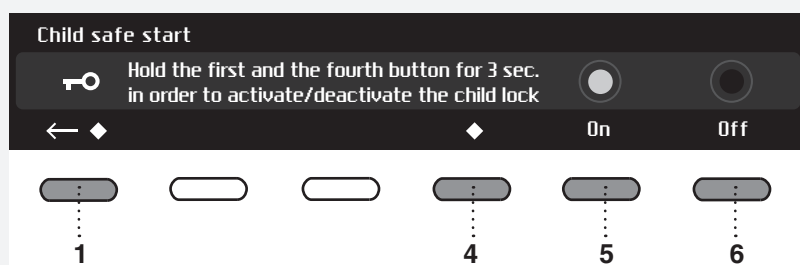 Child safe start
Hold the first and the fourth button for 3 sec.
in order to activate/deactivate the child lock
On Off
1 4 5 6